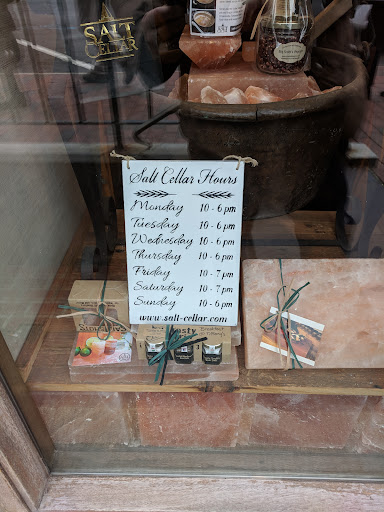 SALT
CELLAR
Salt Cellar Hours
Monday 10 - 6 pm
Tuesday 10 - 6 pm
Wednesday 10 - 6 pm
Thursday 10 - 6 pm
Friday 10 - 7 pm
Saturday 10 - 7 pm
Sunday 10 - 6 pm
www.salt-cellar.com
Breakfast